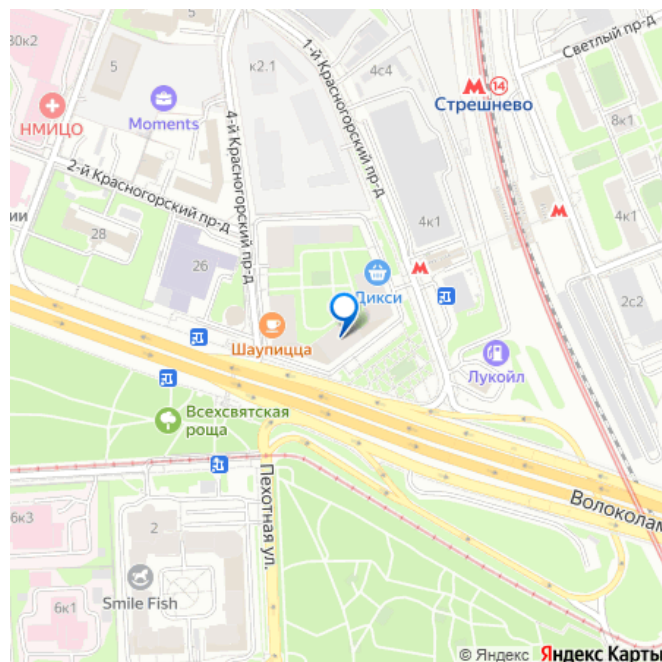 30к2
5
к2.1
4с4
1-й Красногорский пр-д
Светлый пр-д
14
Стрешнево
НМИЦО
Moments
4-й Красногорский пр-д
8к1
2-й Красногорский пр-д
ии
28
26
4к1
4к1
Дикси
2с2
Шаупицца
Лукойл
Всехсвятская
роща
Пехотная ул.
Волоколам
6к3
2
Smile Fish
6к1
© Яндекс Яндекс Карты